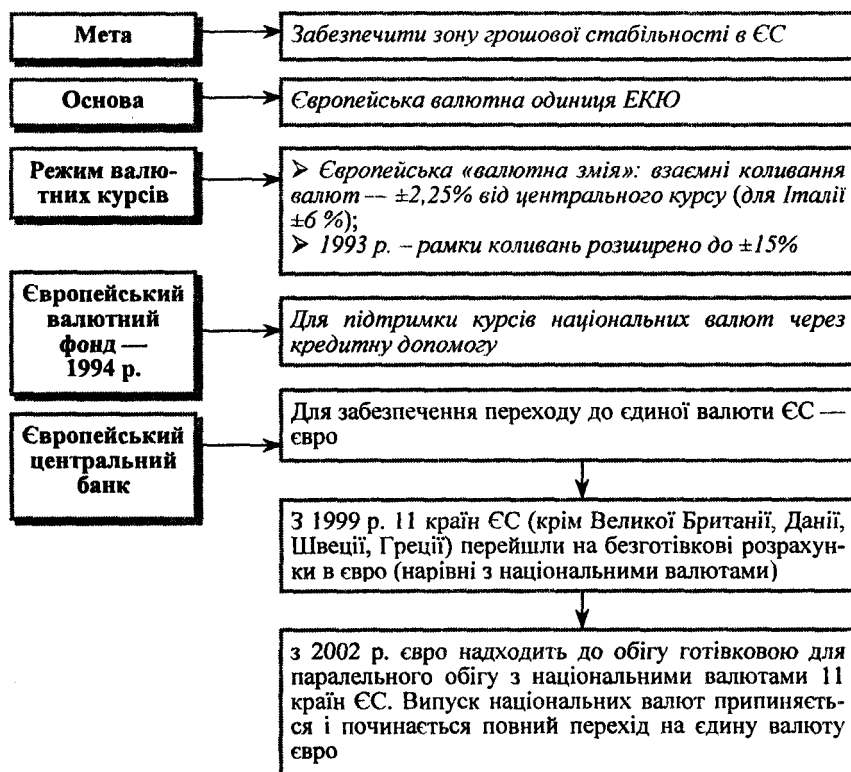 Мета
Забезпечити зону грошової стабільності в ЄС
Основа
Європейська валютна одиниця ЕКЮ
Режим валю-
тних курсів
➢ Європейська «валютна змія»: взаємні коливання
валют — ±2,25% від центрального курсу (для Італії
±6 %);
➢ 1993 р. – рамки коливань розширено до ±15%
Європейський
валютний
фонд —
1994 р.
Для підтримки курсів національних валют через
кредитну допомогу
Європейський
центральний
банк
Для забезпечення переходу до єдиної валюти ЄС —
євро
З 1999 р. 11 країн ЄС (крім Великої Британії, Данії,
Швеції, Греції) перейшли на безготівкові розрахун-
ки в євро (нарівні з національними валютами)
з 2002 р. євро надходить до обігу готівковою для
паралельного обігу з національними валютами 11
країн ЄС. Випуск національних валют припиняєть-
ся і починається повний перехід на єдину валюту
євро